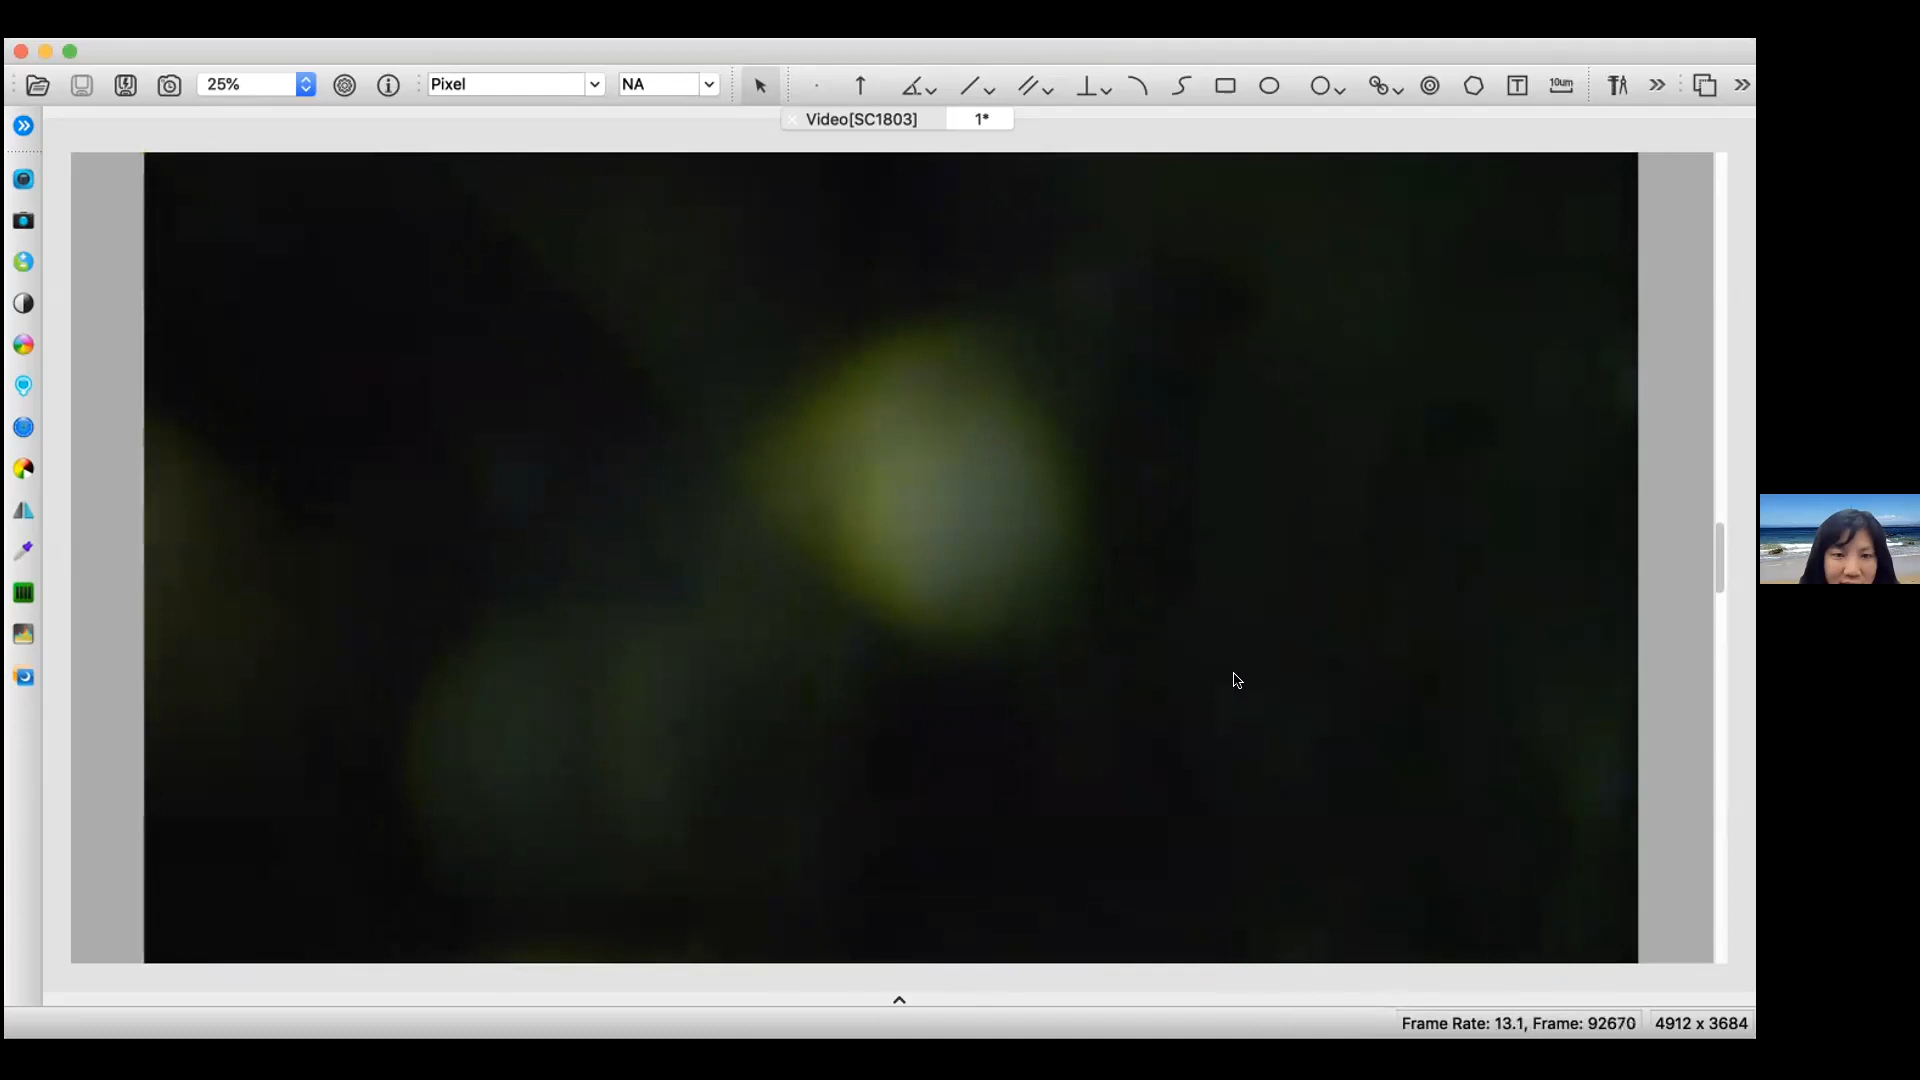 25%
Pixel
NA
10um
Video[SC1803]
1*
Frame Rate: 13.1, Frame: 92670
4912 x 3684